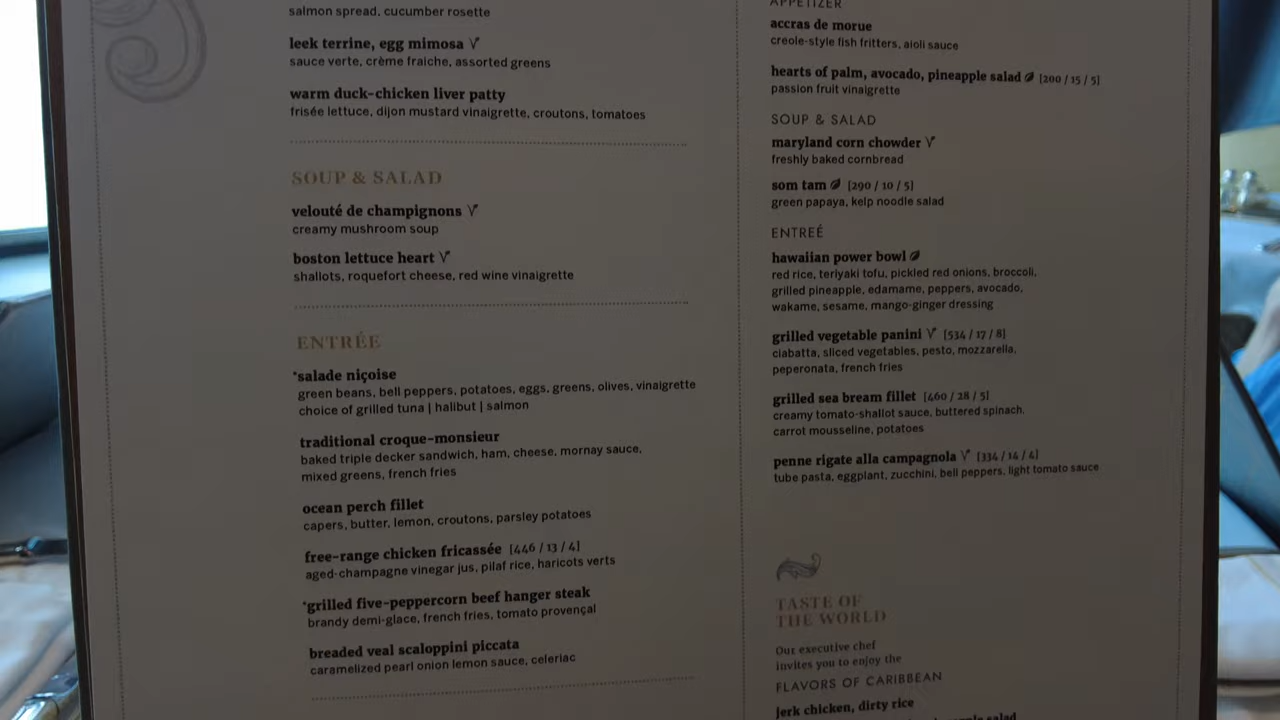 salmon spread, cucumber rosette
leek terrine, egg mimosa V
sauce verte, crème fraiche, assorted greens
warm duck-chicken liver patty
frisée lettuce, dijon mustard vinaigrette, croutons, tomatoes
SOUP & SALAD
velouté de champignons V
creamy mushroom soup
boston lettuce heart V
shallots, roquefort cheese, red wine vinaigrette
ENTRÉE
*salade niçoise
green beans, bell peppers, potatoes, eggs, greens, olives, vinaigrette
choice of grilled tuna | halibut | salmon
traditional croque-monsieur
baked triple decker sandwich, ham, cheese, mornay sauce,
mixed greens, french fries
ocean perch fillet
capers, butter, lemon, croutons, parsley potatoes
free-range chicken fricassée [446 / 13 / 4]
aged-champagne vinegar jus, pilaf rice, haricots verts
*grilled five-peppercorn beef hanger steak
brandy demi-glace, french fries, tomato provençal
breaded veal scaloppini piccata
caramelized pearl onion lemon sauce, celeriac
APPETIZER
accras de morue
creole-style fish fritters, aioli sauce
hearts of palm, avocado, pineapple salad [200 / 15 / 5]
passion fruit vinaigrette
SOUP & SALAD
maryland corn chowder V
freshly baked cornbread
som tam [290 / 10 / 5]
green papaya, kelp noodle salad
ENTREÉ
hawaiian power bowl
red rice, teriyaki tofu, pickled red onions, broccoli,
grilled pineapple, edamame, peppers, avocado,
wakame, sesame, mango-ginger dressing
grilled vegetable panini V [534 / 17 / 8]
ciabatta, sliced vegetables, pesto, mozzarella,
peperonata, french fries
grilled sea bream fillet [460 / 28 / 5]
creamy tomato-shallot sauce, buttered spinach,
carrot mousseline, potatoes
penne rigate alla campagnola V [334 / 14 / 4]
tube pasta, eggplant, zucchini, bell peppers, light tomato sauce
TASTE OF
THE WORLD
Our executive chef
invites you to enjoy the
FLAVORS OF CARIBBEAN
jerk chicken, dirty rice
salad